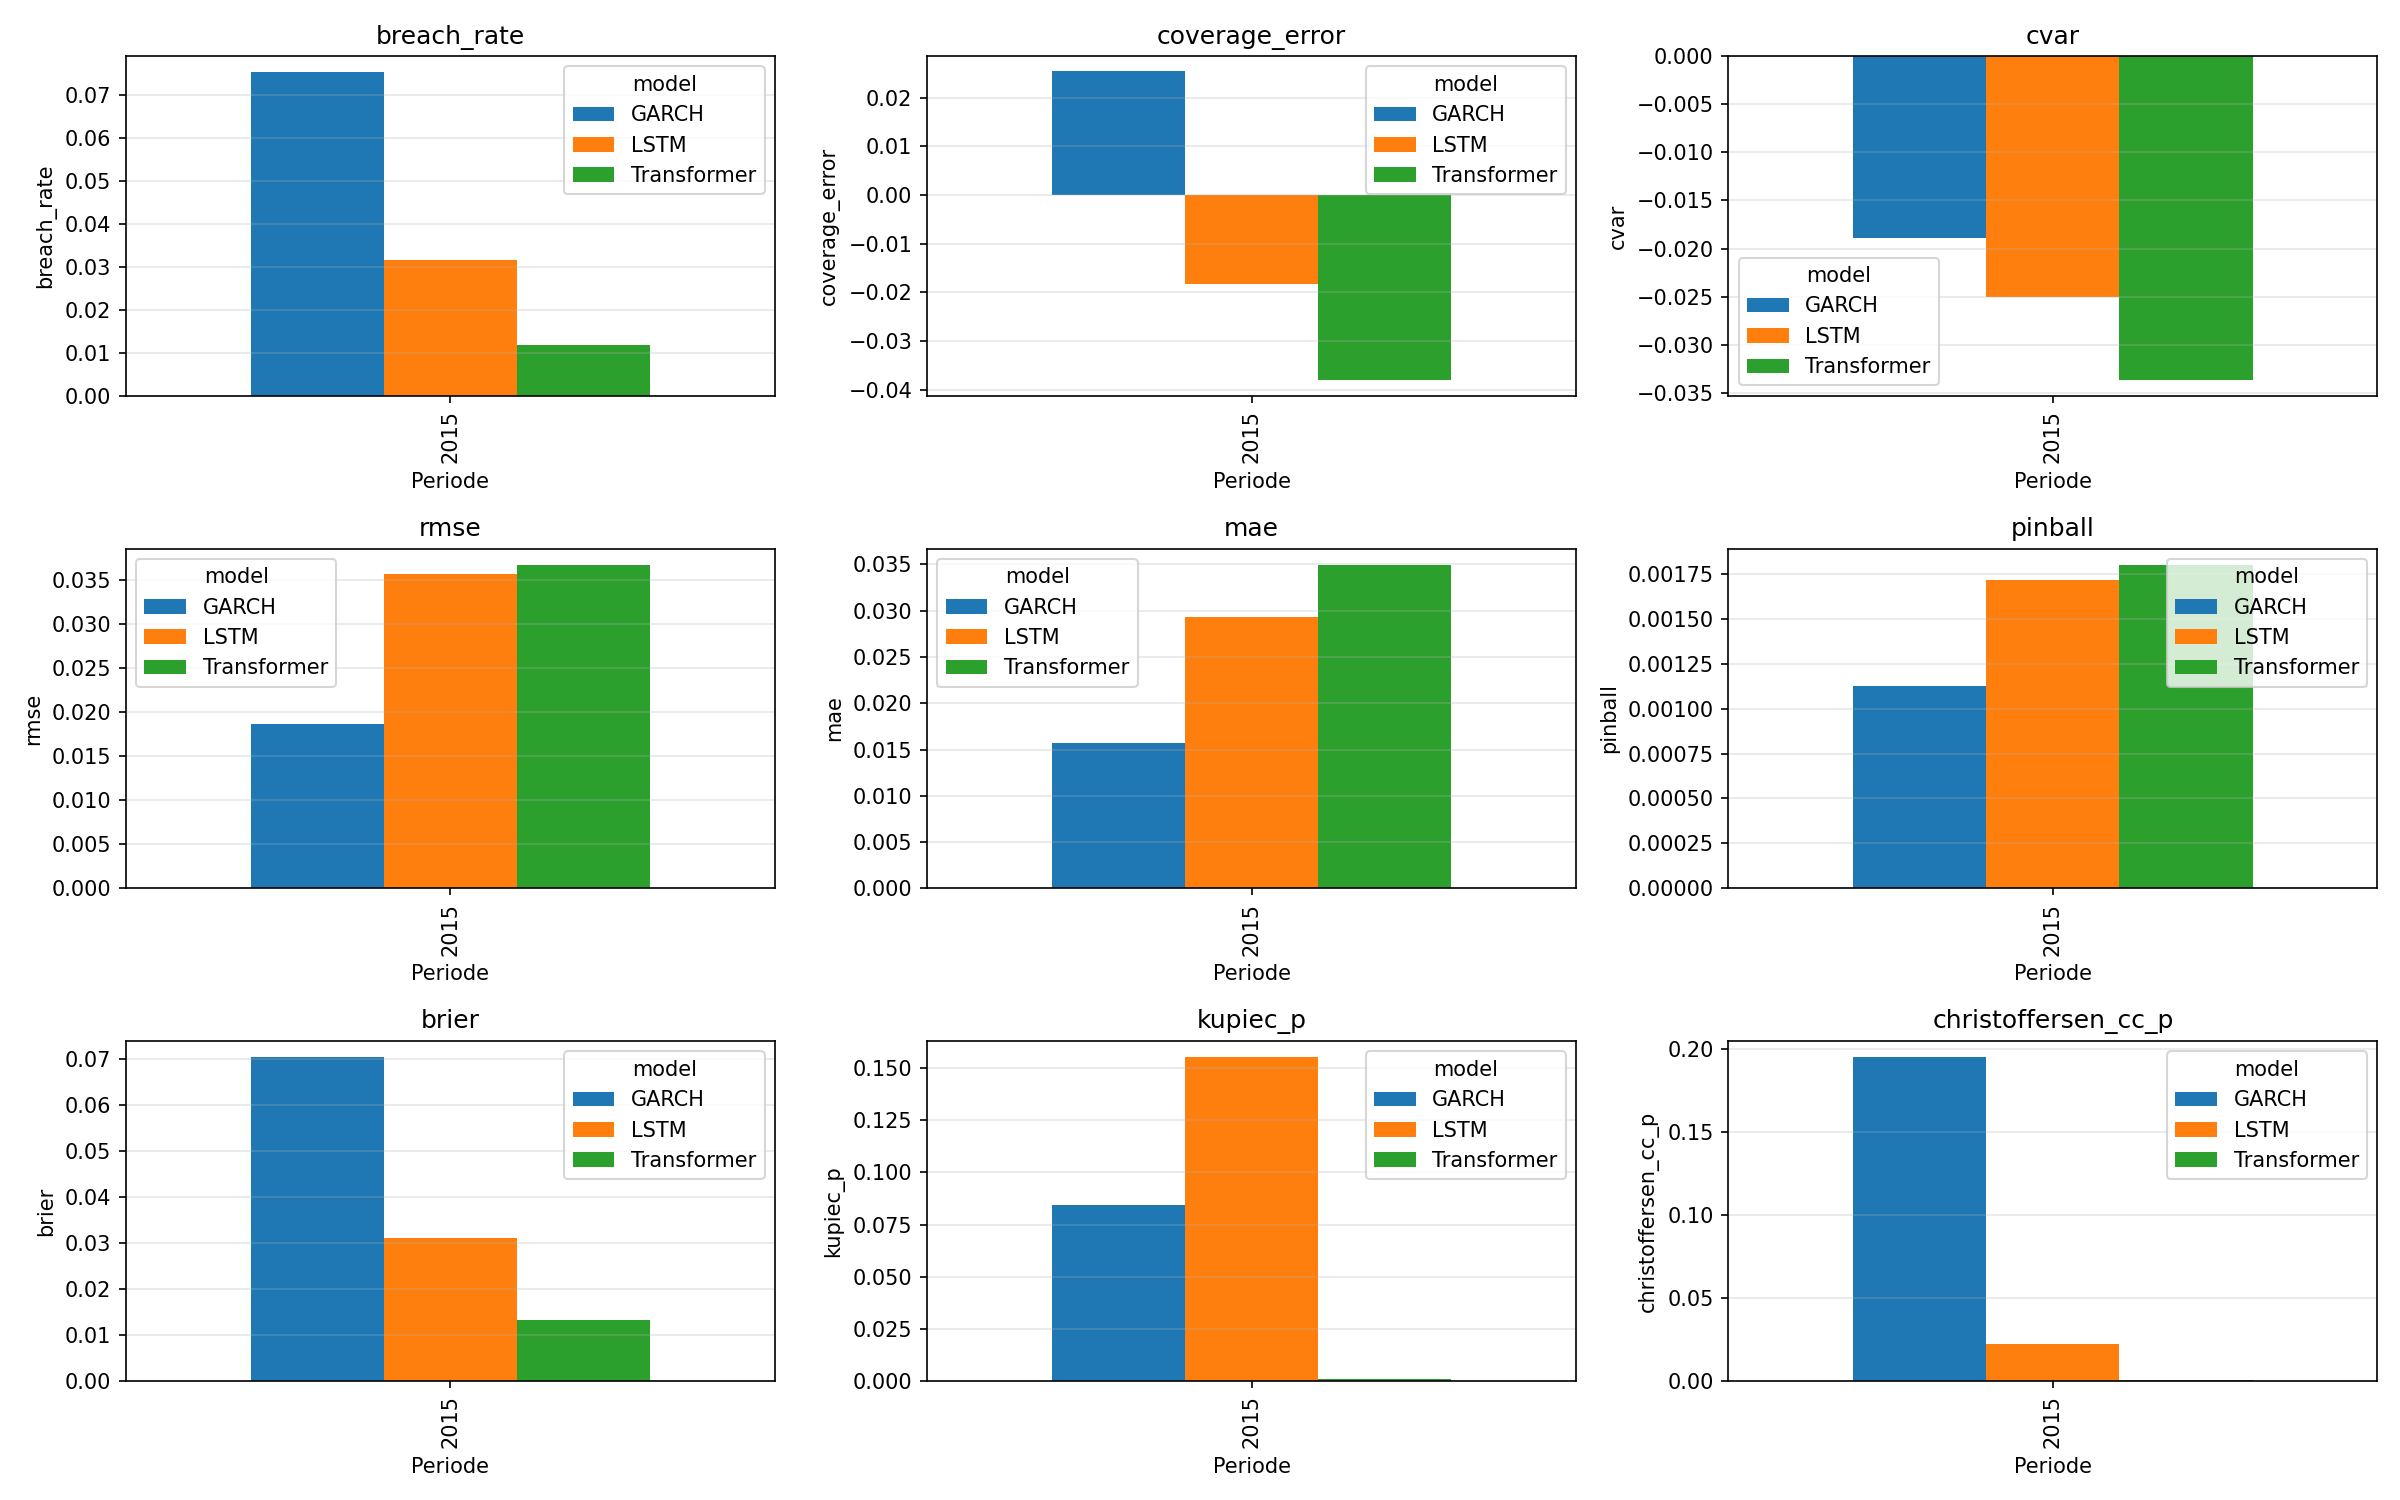 breach_rate
breach_rate
0.07
0.06
0.05
0.04
0.03
0.02
0.01
0.00
model
GARCH
LSTM
Transformer
2015
Periode
coverage_error
coverage_error
0.02
0.01
0.00
−0.01
−0.02
−0.03
−0.04
model
GARCH
LSTM
Transformer
2015
Periode
cvar
cvar
0.000
−0.005
−0.010
−0.015
−0.020
−0.025
−0.030
−0.035
model
GARCH
LSTM
Transformer
2015
Periode
rmse
rmse
0.035
0.030
0.025
0.020
0.015
0.010
0.005
0.000
model
GARCH
LSTM
Transformer
2015
Periode
mae
mae
0.035
0.030
0.025
0.020
0.015
0.010
0.005
0.000
model
GARCH
LSTM
Transformer
2015
Periode
pinball
pinball
0.00175
0.00150
0.00125
0.00100
0.00075
0.00050
0.00025
0.00000
model
GARCH
LSTM
Transformer
2015
Periode
brier
brier
0.07
0.06
0.05
0.04
0.03
0.02
0.01
0.00
model
GARCH
LSTM
Transformer
2015
Periode
kupiec_p
kupiec_p
0.150
0.125
0.100
0.075
0.050
0.025
0.000
model
GARCH
LSTM
Transformer
2015
Periode
christoffersen_cc_p
christoffersen_cc_p
0.20
0.15
0.10
0.05
0.00
model
GARCH
LSTM
Transformer
2015
Periode